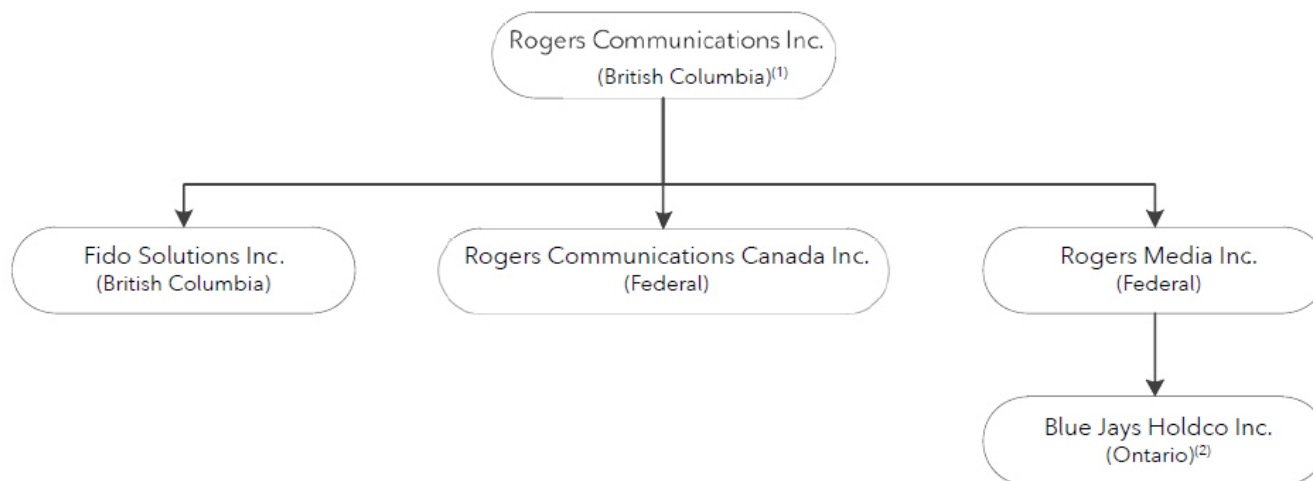 Rogers Communications Inc.
(British Columbia)(1)
Fido Solutions Inc.
(British Columbia)
Rogers Communications Canada Inc.
(Federal)
Rogers Media Inc.
(Federal)
Blue Jays Holdco Inc.
(Ontario)(2)